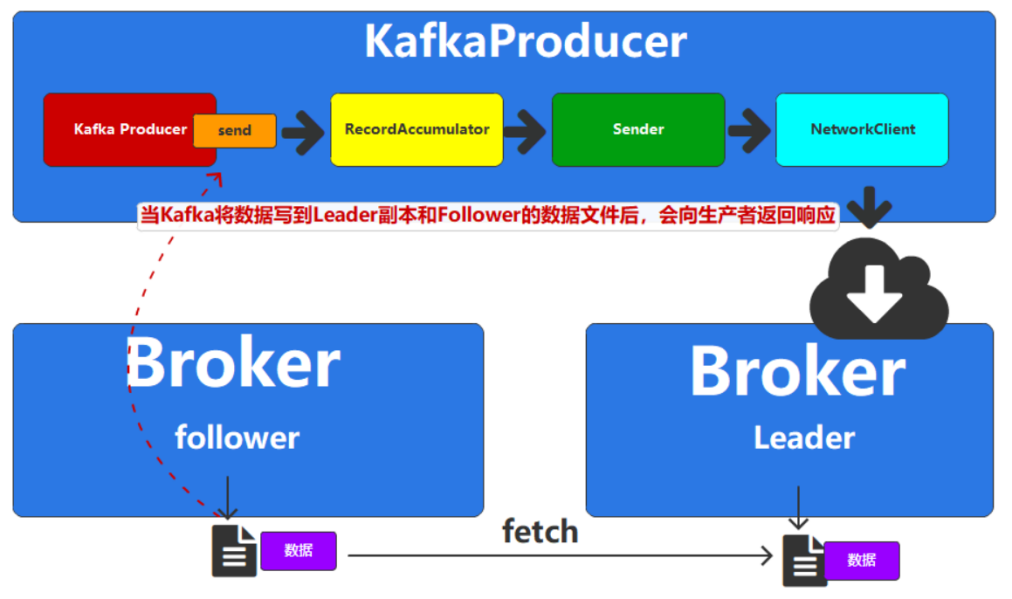 KafkaProducer
Kafka Producer
send
RecordAccumulator
Sender
NetworkClient
当Kafka将数据写到Leader副本和Follower的数据文件后，会向生产者返回响应
Broker
follower
Broker
Leader
fetch
数据
数据